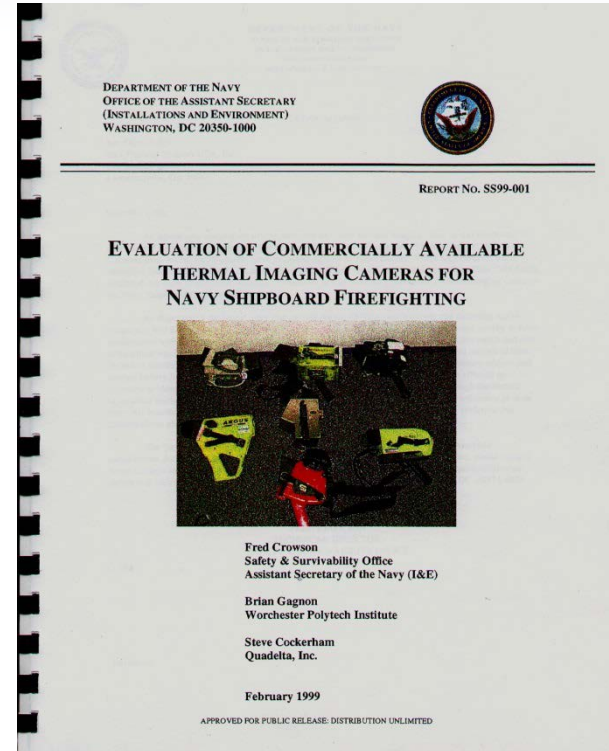 DEPARTMENT OF THE NAVY
OFFICE OF THE ASSISTANT SECRETARY
(INSTALLATIONS AND ENVIRONMENT)
WASHINGTON, DC 20350-1000
REPORT NO. SS99-001
EVALUATION OF COMMERCIALLY AVAILABLE
THERMAL IMAGING CAMERAS FOR
NAVY SHIPBOARD FIREFIGHTING
ARGUS
Fred Crowson
Safety & Survivability Office
Assistant Secretary of the Navy (I&E)
Brian Gagnon
Worchester Polytech Institute
Steve Cockerham
Quadelta, Inc.
February 1999
APPROVED FOR PUBLIC RELEASE: DISTRIBUTION UNLIMITED